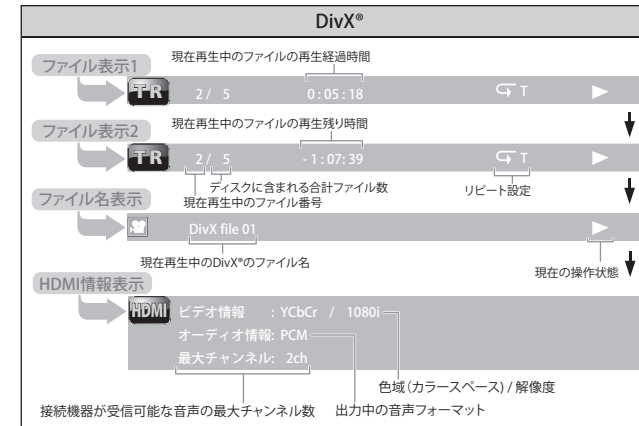 DivX®
ファイル表示1
現在再生中のファイルの再生経過時間
TR 2 / 5 0 : 05 : 18 T
ファイル表示2
現在再生中のファイルの再生残り時間
TR 2 / 5 - 1 : 07 : 39 T
ディスクに含まれる合計ファイル数
リピート設定
現在再生中のファイル番号
ファイル名表示
DivX file 01
現在再生中のDivX®のファイル名
現在の操作状態
HDMI情報表示
HDMI ビデオ情報 : YCbCr / 1080i
オーディオ情報: PCM
最大チャンネル: 2ch
色域(カラースペース) / 解像度
接続機器が受信可能な音声の最大チャンネル数
出力中の音声フォーマット